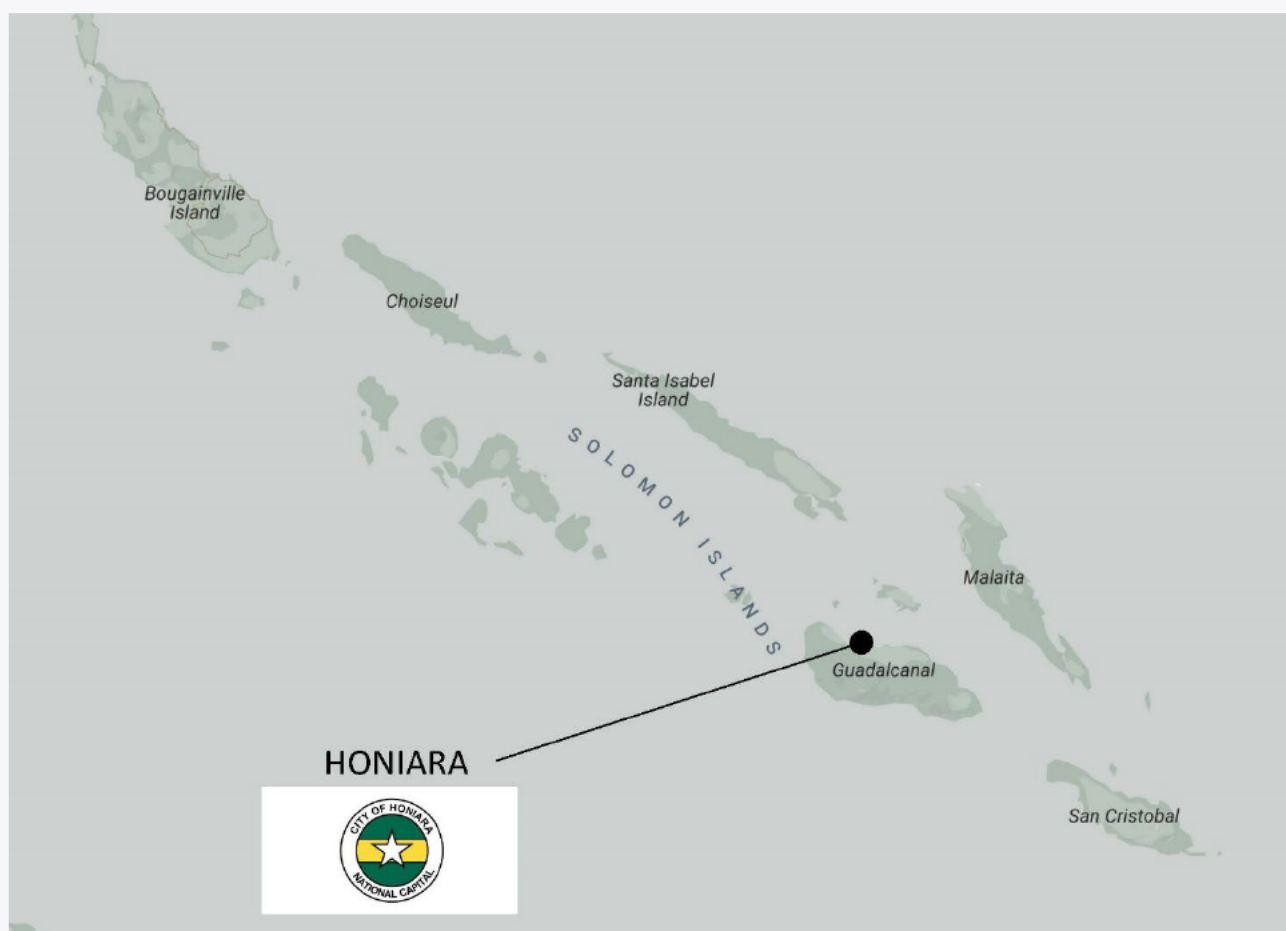 Bougainville
Island
Choiseul
Santa Isabel
Island
SOLOMON ISLANDS
Malaita
Guadalcanal
HONIARA
CITY OF HONIARA
NATIONAL CAPITAL
San Cristobal